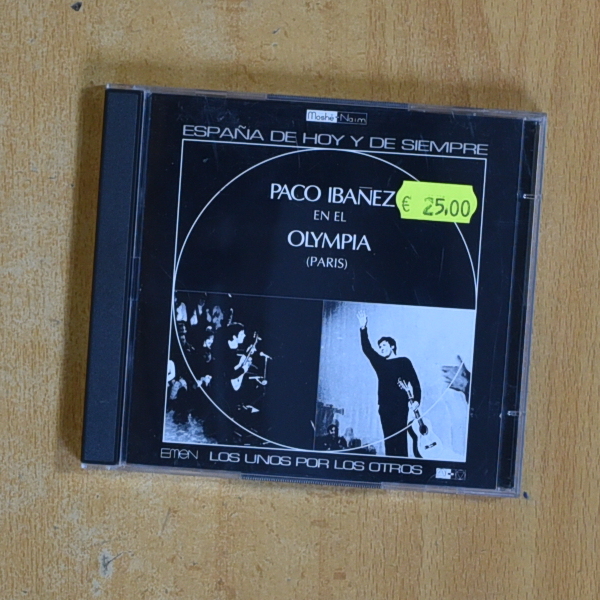 Moshé-Naïm
ESPAÑA DE HOY Y DE SIEMPRE
PACO IBAÑEZ
€ 25,00
EN EL
OLYMPIA
(PARIS)
EMEN LOS UNOS POR LOS OTROS